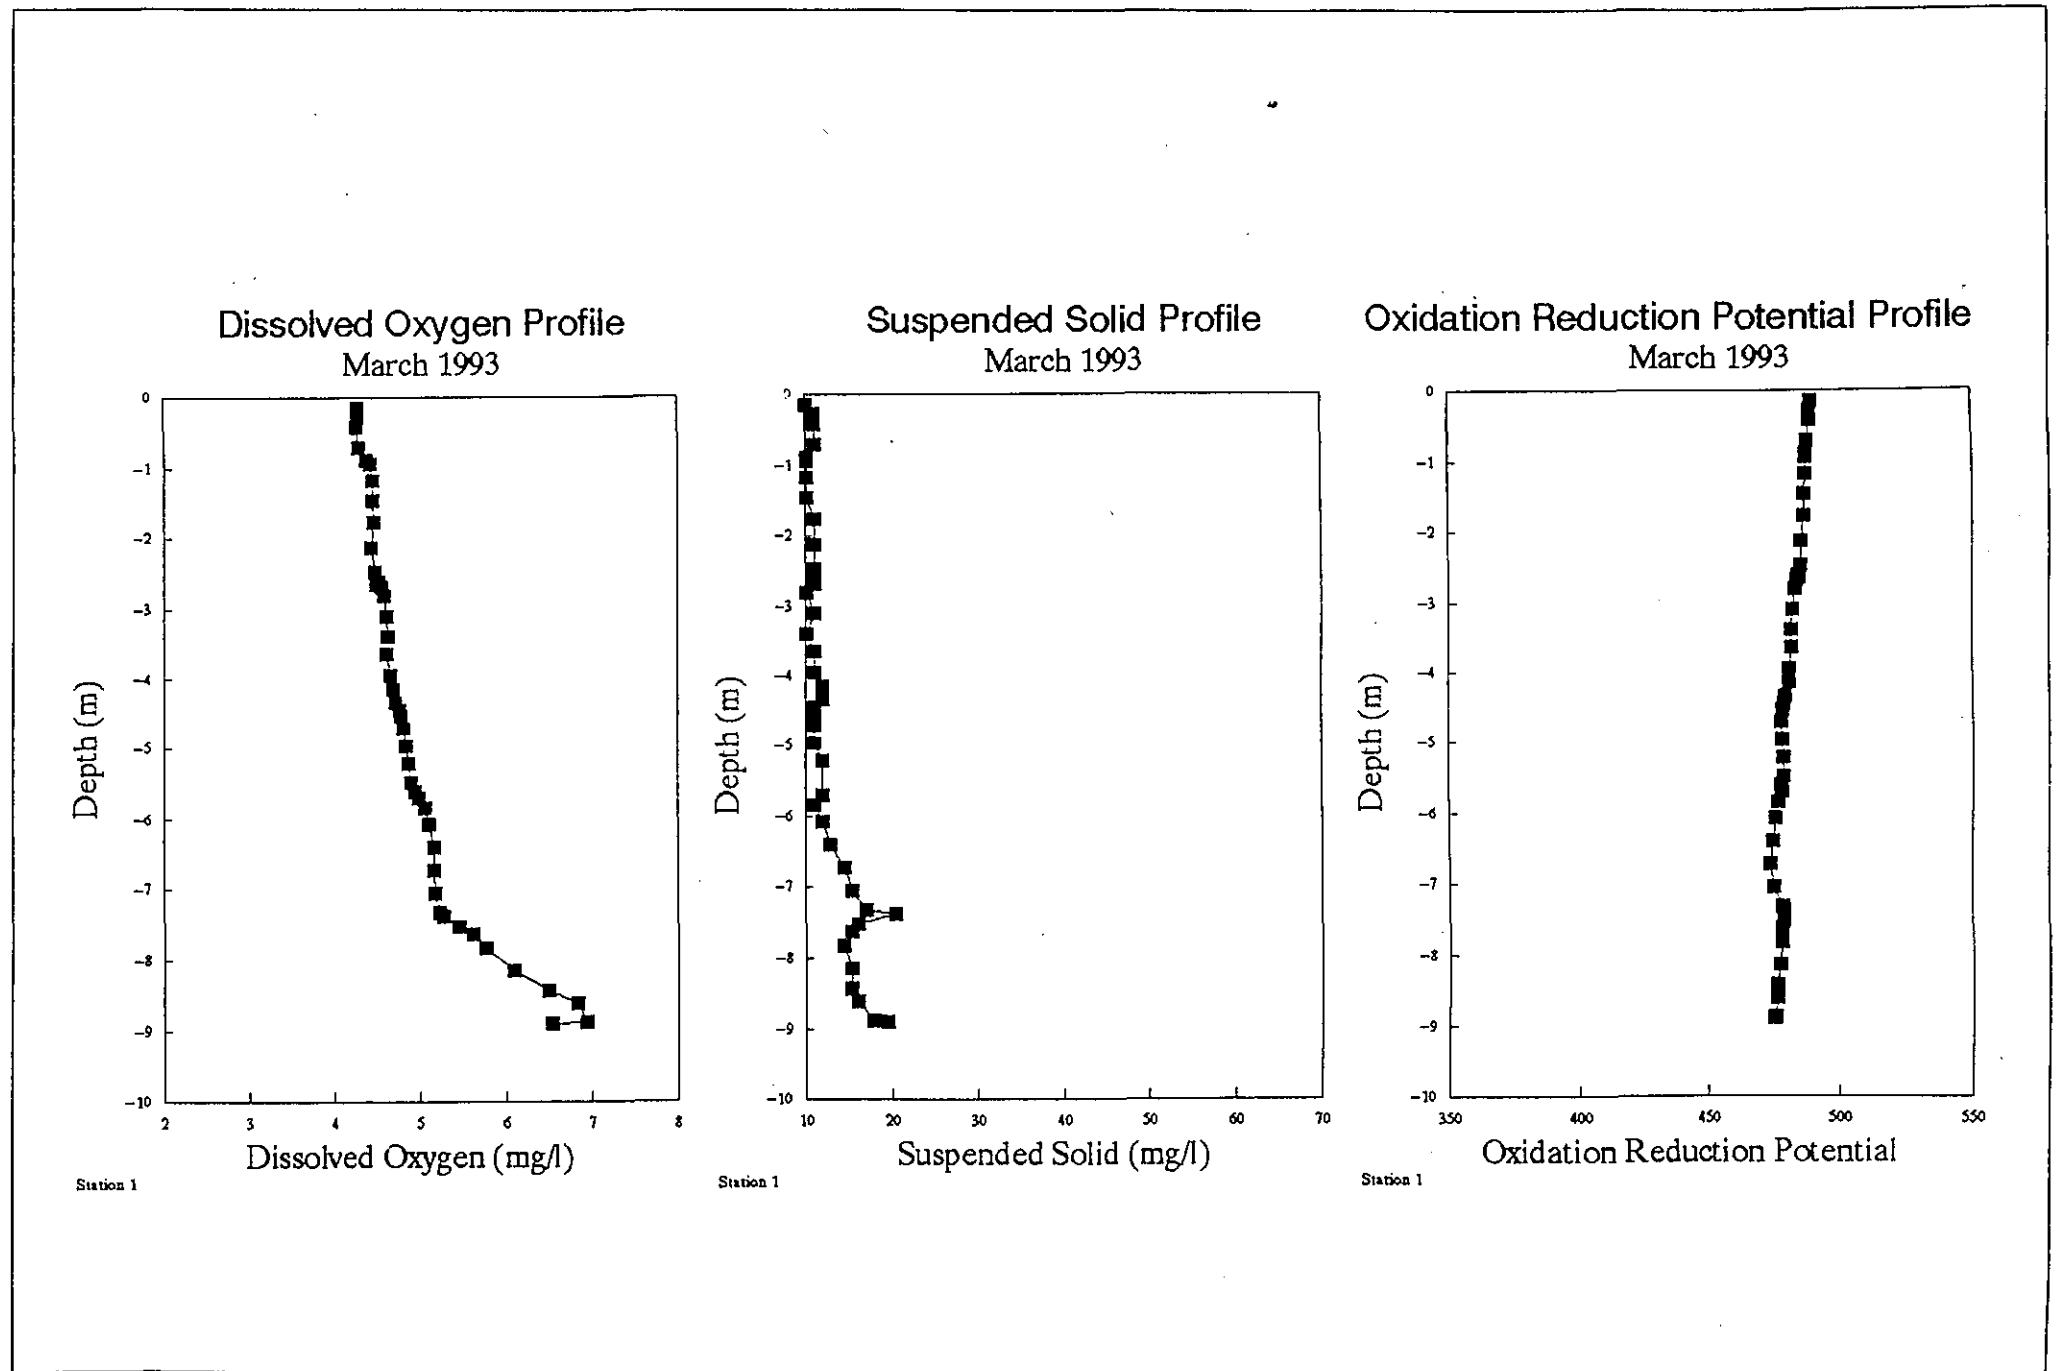 Dissolved Oxygen Profile
March 1993
0
-1
-2
-3
-4
-5
-6
-7
-8
-9
-10
2 3 4 5 6 7 8
Depth (m)
Dissolved Oxygen (mg/l)
Station 1
Suspended Solid Profile
March 1993
-1
-2
-3
-4
-5
-6
-7
-8
-9
-10
10 20 30 40 50 60 70
Depth (m)
Suspended Solid (mg/l)
Station 1
Oxidation Reduction Potential Profile
March 1993
0
-1
-2
-3
-4
-5
-6
-7
-8
-9
-10
350 400 450 500 550
Depth (m)
Oxidation Reduction Potential
Station 1